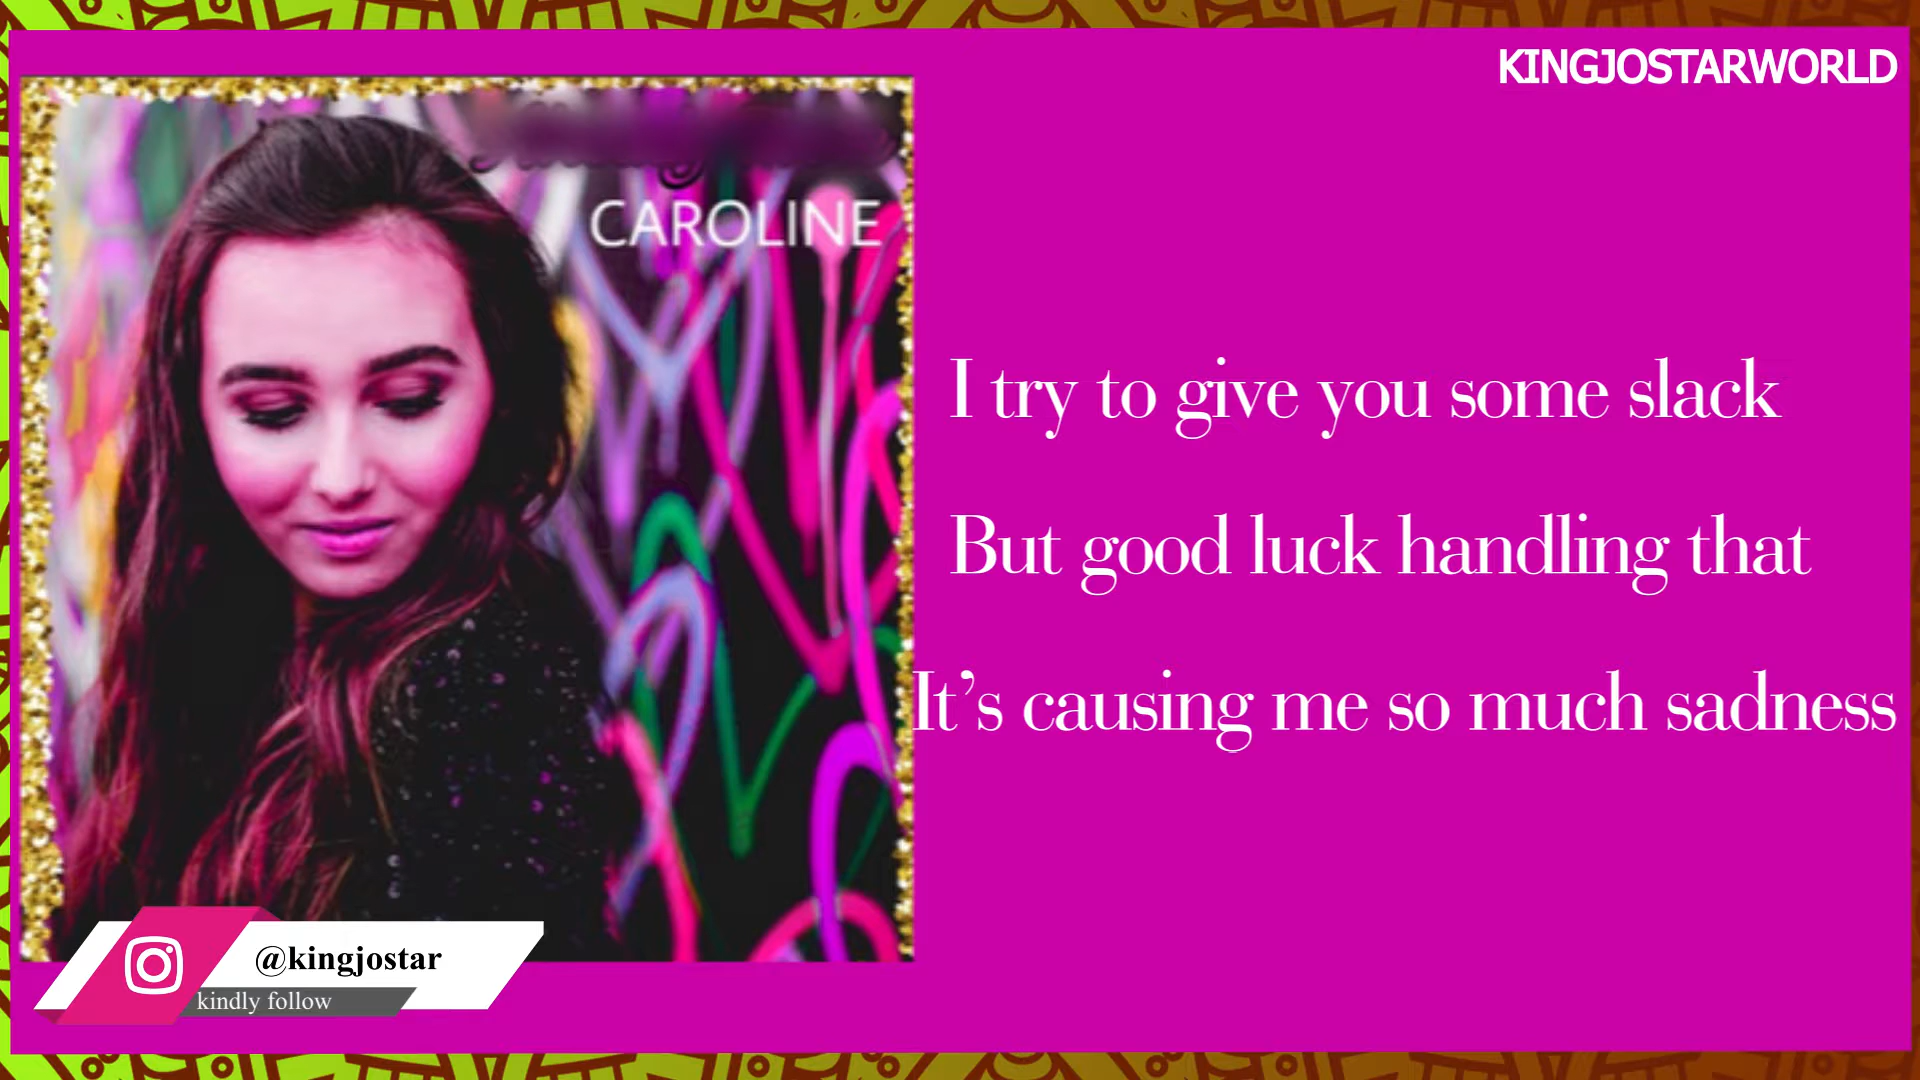 KINGJOSTARWORLD
CAROLINE
I try to give you some slack
But good luck handling that
It’s causing me so much sadness
@kingjostar
kindly follow